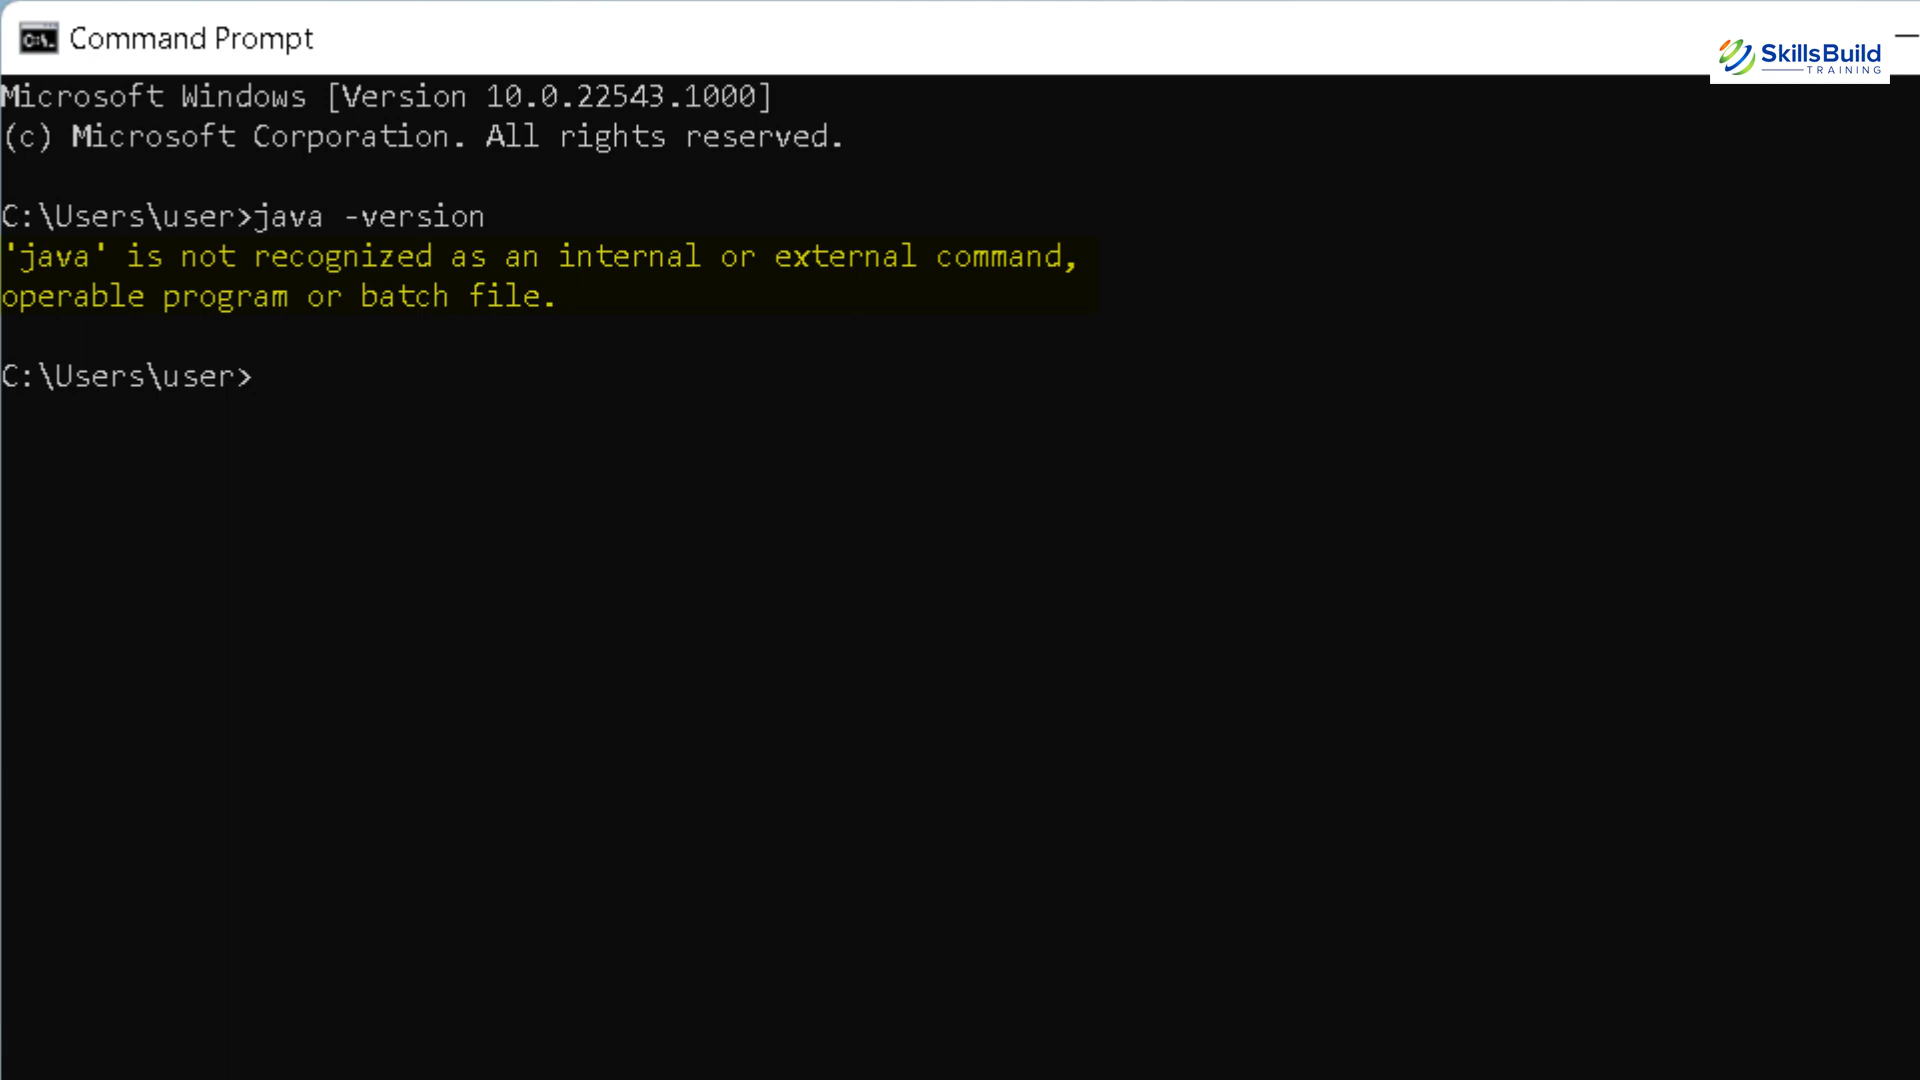 Command Prompt
SkillsBuild
TRAINING
Microsoft Windows [Version 10.0.22543.1000]
(c) Microsoft Corporation. All rights reserved.
C:\Users\user>java -version
'java' is not recognized as an internal or external command,
operable program or batch file.
C:\Users\user>